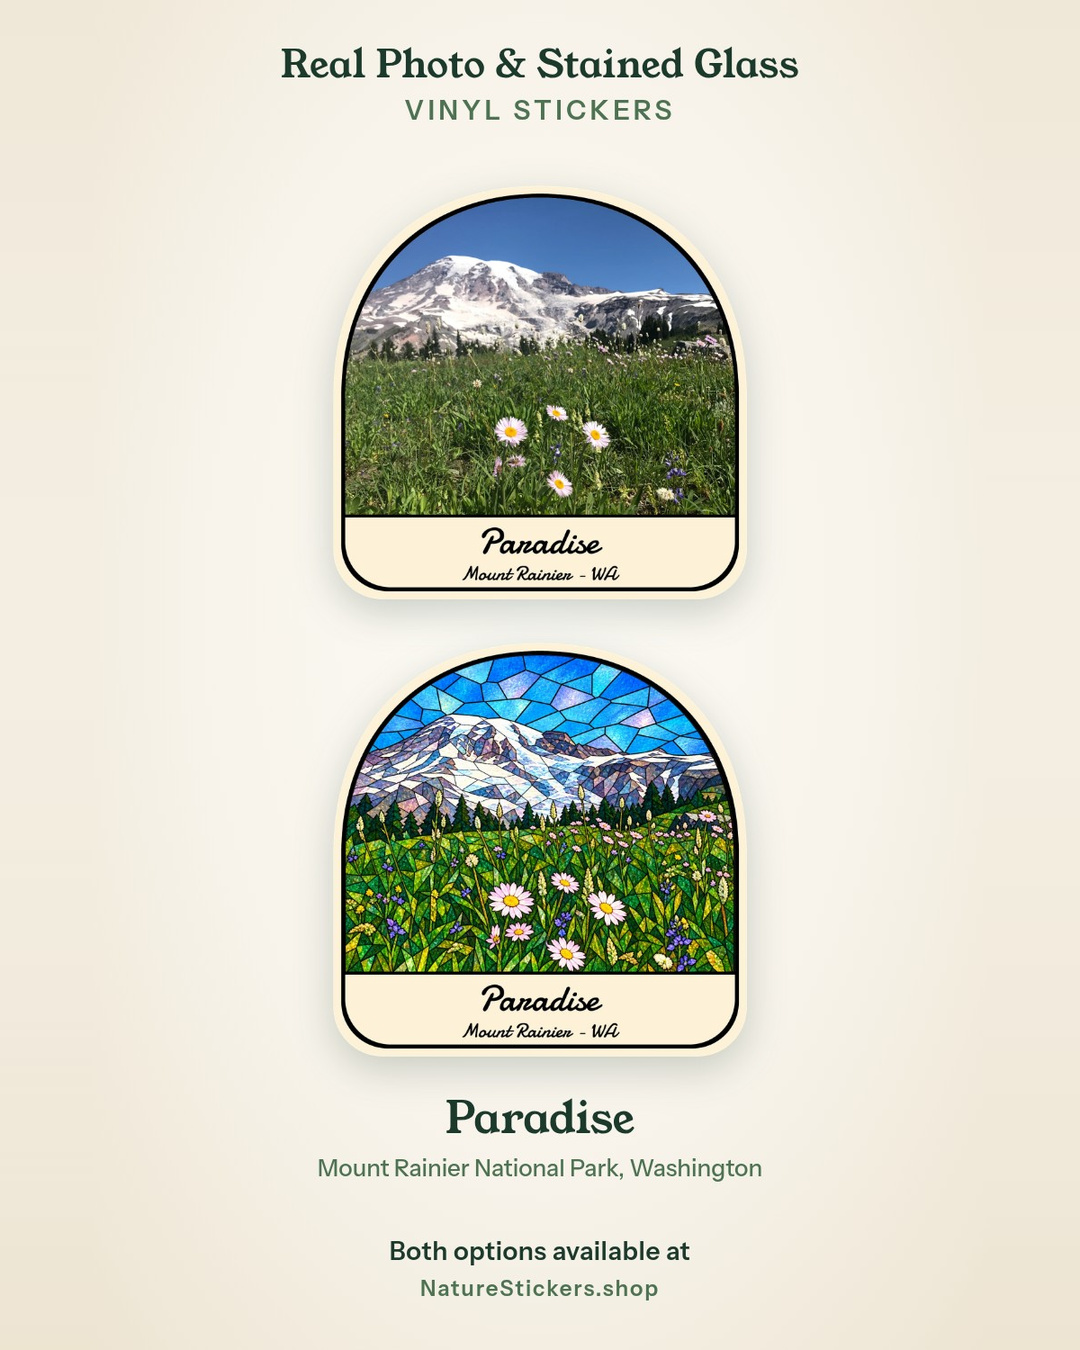 Real Photo & Stained Glass
VINYL STICKERS
Paradise
Mount Rainier - WA
Paradise
Mount Rainier - WA
Paradise
Mount Rainier National Park, Washington
Both options available at
NatureStickers.shop